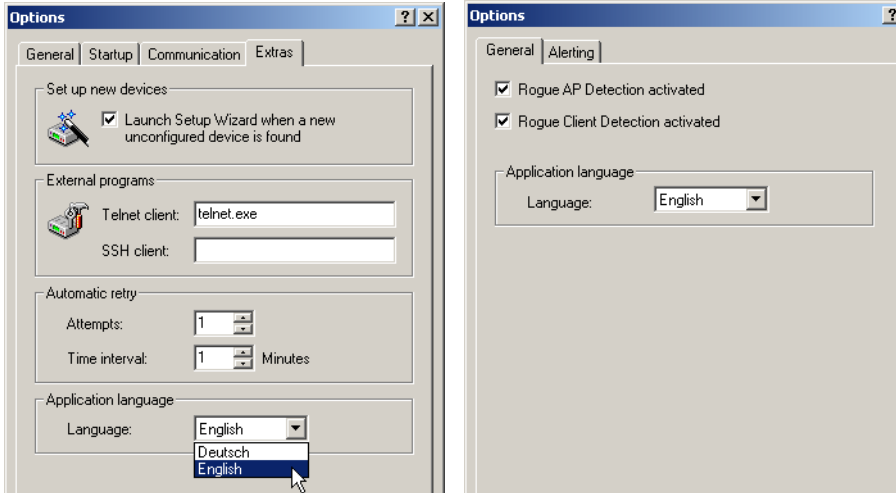 Options
General Startup Communication Extras
Set up new devices
Launch Setup Wizard when a new
unconfigured device is found
External programs
Telnet client: telnet.exe
SSH client:
Automatic retry
Attempts: 1
Time interval: 1 Minutes
Application language
Language: English
Deutsch
English
Options
General Alerting
Rogue AP Detection activated
Rogue Client Detection activated
Application language
Language: English